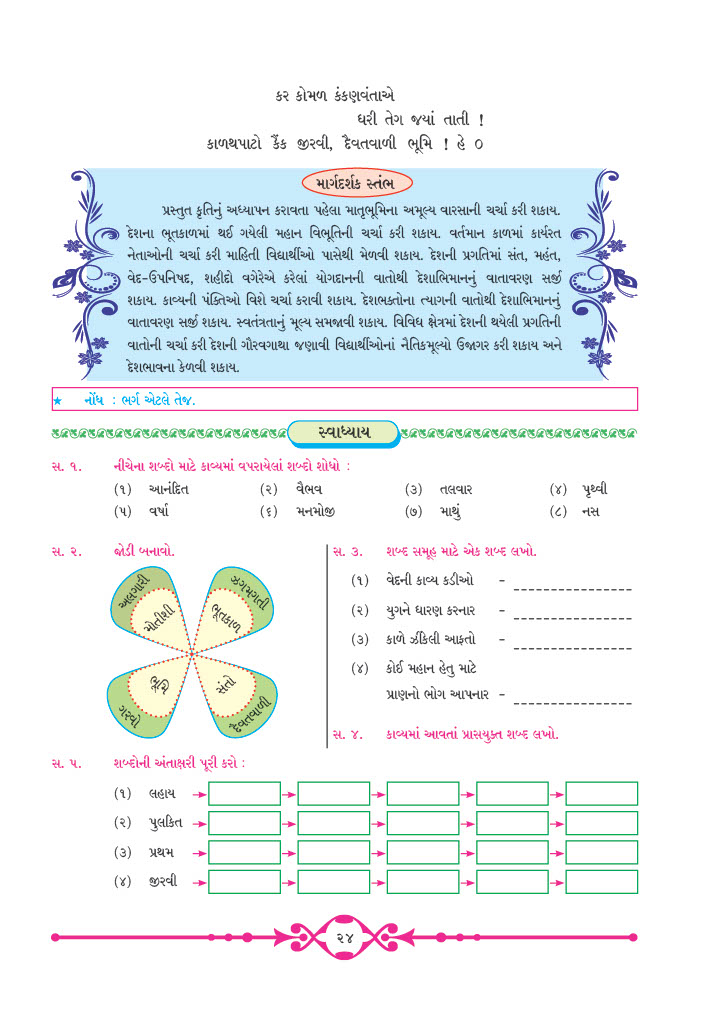 કર કોમળ કંકણવંતાએ
ધરી તેગ જયાં તાતી !
કાળથપાટો કૈંક જીરવી, દૈવતવાળી ભૂમિ ! હે ૦
માર્ગદર્શક સ્તંભ
પ્રસ્તુત કૃતિનું અધ્યાપન કરાવતા પહેલા માતૃભૂમિના અમૂલ્ય વારસાની ચર્ચા કરી શકાય.
દેશના ભૂતકાળમાં થઈ ગયેલી મહાન વિભૂતિની ચર્ચા કરી શકાય. વર્તમાન કાળમાં કાર્યરત
નેતાઓની ચર્ચા કરી માહિતી વિદ્યાર્થીઓ પાસેથી મેળવી શકાય. દેશની પ્રગતિમાં સંત, મહંત,
વેદ-ઉપનિષદ, શહીદો વગેરેએ કરેલાં યોગદાનની વાતોથી દેશાભિમાનનું વાતાવરણ સર્જી
શકાય. કાવ્યની પંક્તિઓ વિશે ચર્ચા કરાવી શકાય. દેશભક્તોના ત્યાગની વાતોથી દેશાભિમાનનું
વાતાવરણ સર્જી શકાય. સ્વતંત્રતાનું મૂલ્ય સમજાવી શકાય. વિવિધ ક્ષેત્રમાં દેશની થયેલી પ્રગતિની
વાતોની ચર્ચા કરી દેશની ગૌરવગાથા જણાવી વિદ્યાર્થીઓનાં નૈતિકમૂલ્યો ઉજાગર કરી શકાય અને
દેશભાવના કેળવી શકાય.
★ નોંધ : ભર્ગ એટલે તેજ.
સ્વાધ્યાય
સ. ૧. નીચેના શબ્દો માટે કાવ્યમાં વપરાયેલાં શબ્દો શોધો :
(૧) આનંદિત (૨) વૈભવ (૩) તલવાર (૪) પૃથ્વી
(૫) વર્ષા (૬) મનમોજી (૭) માથું (૮) નસ
સ. ૨. જોડી બનાવો.
અલગારી
મોતીશી
ઝગમગતી
ભૂતકાળ
ગરવો
સંતો
દૈવતવાળી
સ. ૩. શબ્દ સમૂહ માટે એક શબ્દ લખો.
(૧) વેદની કાવ્ય કડીઓ -
(૨) યુગને ધારણ કરનાર -
(૩) કાળે ઝીંકેલી આફતો -
(૪) કોઈ મહાન હેતુ માટે
પ્રાણનો ભોગ આપનાર -
સ. ૪. કાવ્યમાં આવતાં પ્રાસયુક્ત શબ્દ લખો.
સ. ૫. શબ્દોની અંતાક્ષરી પૂરી કરો :
(૧) લહાય
(૨) પુલકિત
(૩) પ્રથમ
(૪) જીરવી
૨૪